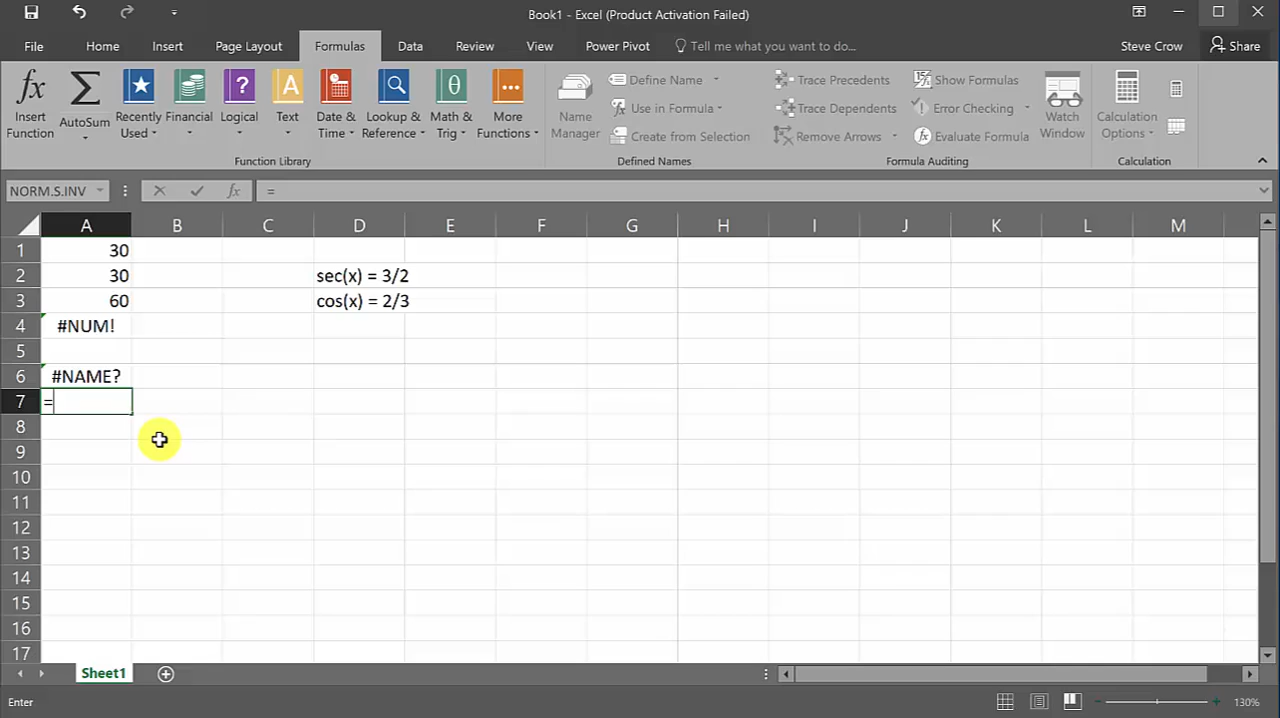 Book1 - Excel (Product Activation Failed)
File Home Insert Page Layout Formulas Data Review View Power Pivot Tell me what you want to do... Steve Crow Share
fx Σ ? A θ
Insert Function
AutoSum
Recently Used
Financial
Logical
Text
Date & Time
Lookup & Reference
Math & Trig
More Functions
Function Library
Name Manager
Define Name
Use in Formula
Create from Selection
Defined Names
Trace Precedents
Trace Dependents
Remove Arrows
Show Formulas
Error Checking
Evaluate Formula
Formula Auditing
Watch Window
Calculation Options
Calculation
NORM.S.INV fx =
A B C D E F G H I J K L M
1 30
2 30 sec(x) = 3/2
3 60 cos(x) = 2/3
4 #NUM!
5
6 #NAME?
7 =
8
9
10
11
12
13
14
15
16
17
Sheet1
Enter 130%